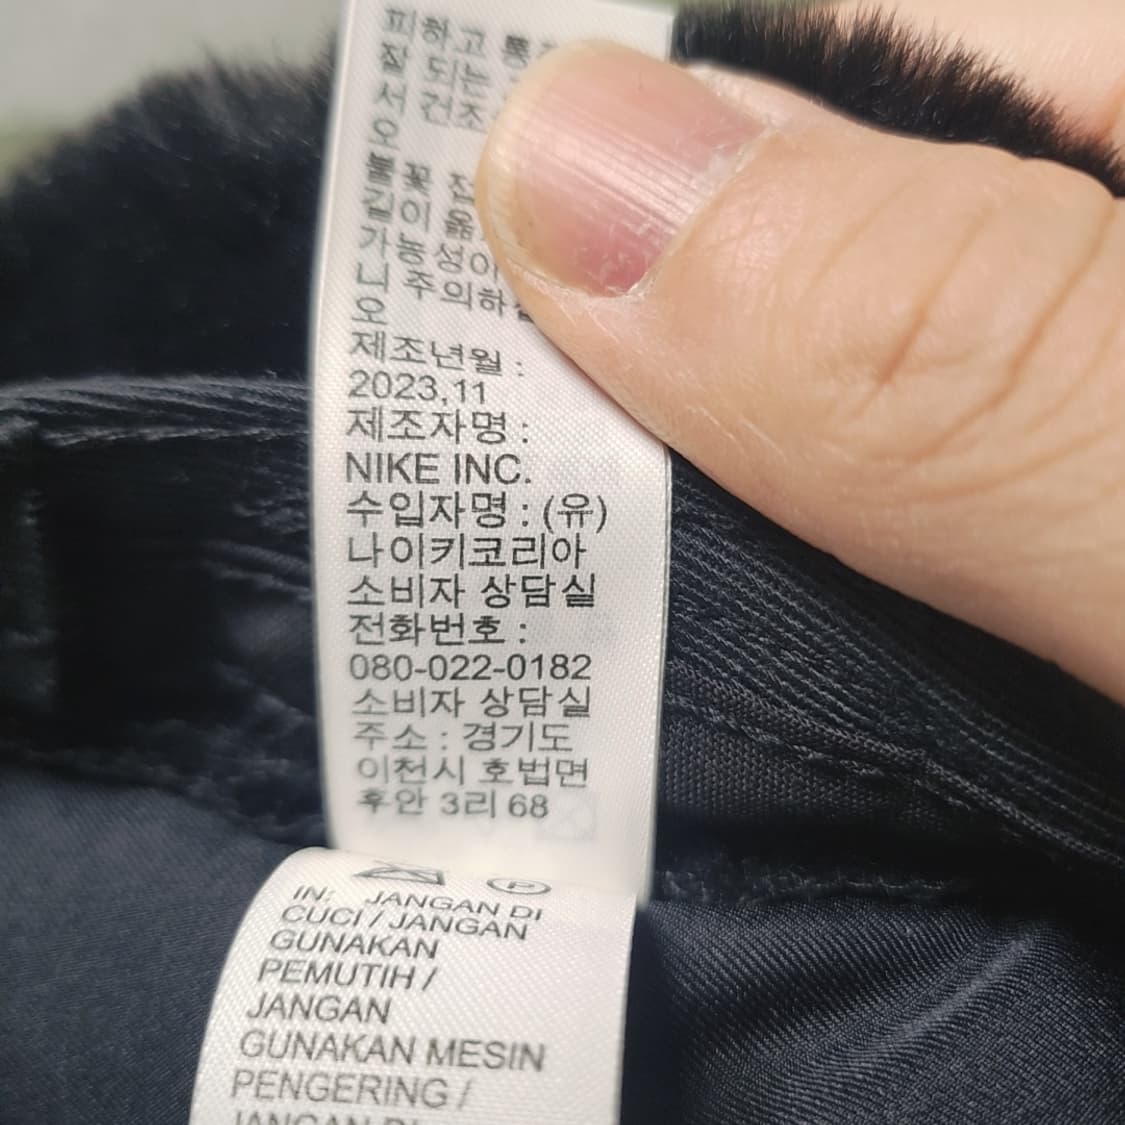 피하고
잘 되는
서 건조
오
불꽃
길이 옮
가능성이
니 주의하
오
제조년월 :
2023,11
제조자명 :
NIKE INC.
수입자명 : (유)
나이키코리아
소비자 상담실
전화번호 :
080-022-0182
소비자 상담실
주소 : 경기도
이천시 호법면
후안 3리 68
P
IN: JANGAN DI
CUCI / JANGAN
GUNAKAN
PEMUTIH /
JANGAN
GUNAKAN MESIN
PENGERING /
JANGAN DI